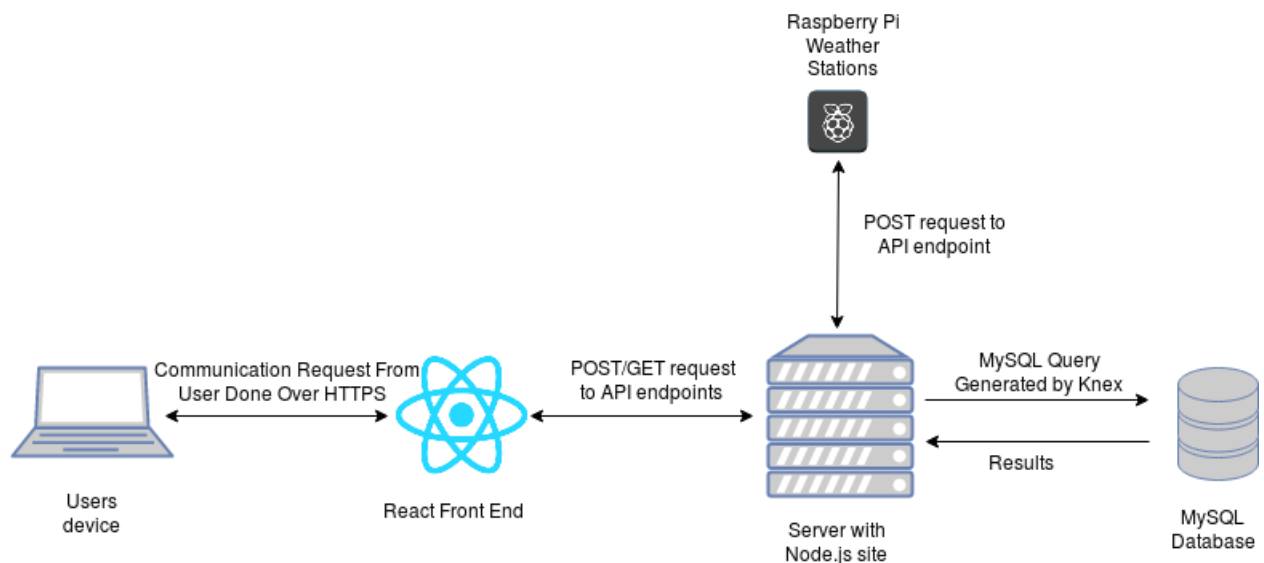 Raspberry Pi
Weather
Stations
POST request to
API endpoint
Communication Request From
User Done Over HTTPS
POST/GET request
to API endpoints
MySQL Query
Generated by Knex
Results
Users
device
React Front End
Server with
Node.js site
MySQL
Database